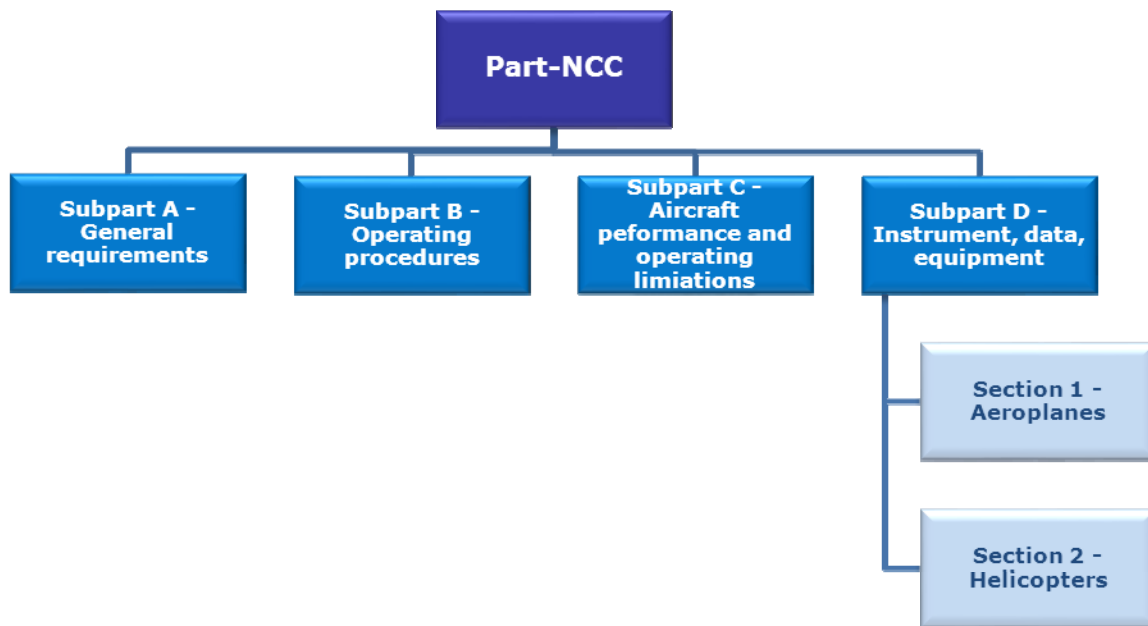 Part-NCC
Subpart A -
General
requirements
Subpart B -
Operating
procedures
Subpart C -
Aircraft
peformance and
operating
limiations
Subpart D -
Instrument, data,
equipment
Section 1 -
Aeroplanes
Section 2 -
Helicopters